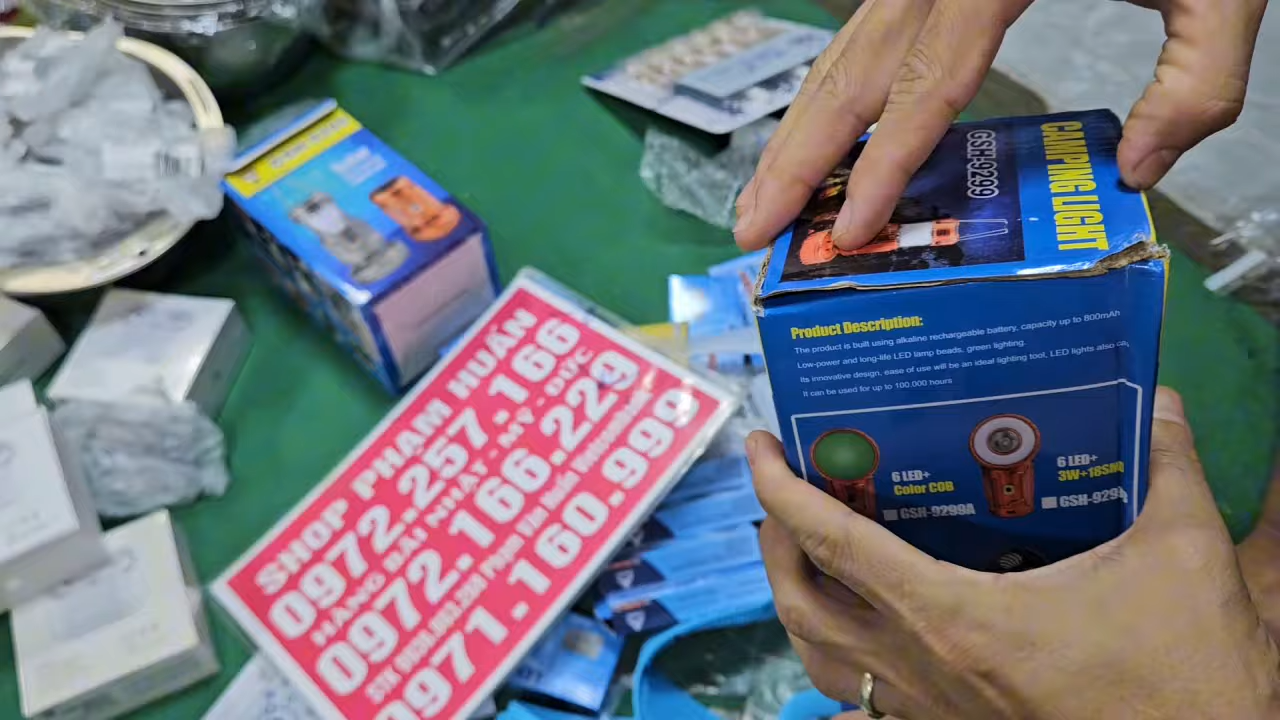 SHOP PHẠM HUẤN
0972.257.166
HÀNG BÃI NHẬT - MỸ - ĐỨC
0972.166.229
971.160.999
CAMPING LIGHT
GSH-9299
Product Description:
The product is built using alkaline rechargeable battery, capacity up to 800mAh
Low-power and long-life LED lamp beads, green lighting.
Its innovative design, ease of use will be an ideal lighting tool, LED lights also
It can be used for up to 100,000 hours
6 LED+
Color COB
GSH-9299A
6 LED+
3W+18SMD